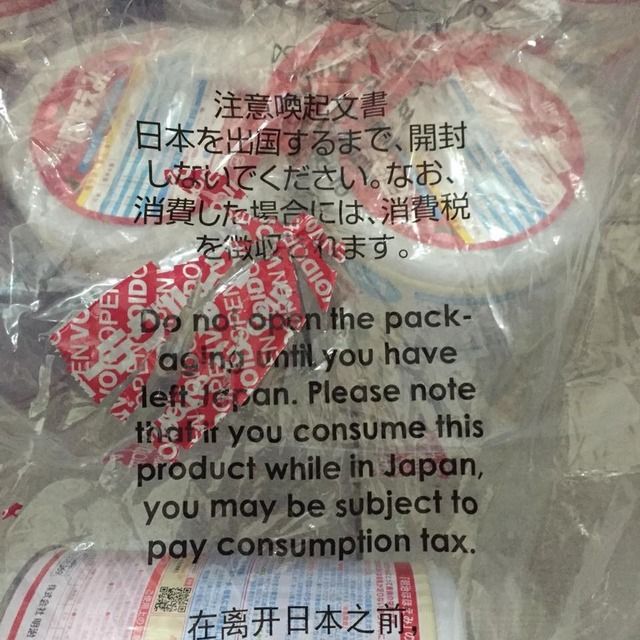 注意喚起文書
日本を出国するまで、開封
しないでください。なお、
消費した場合には、消費税
を徴収されます。
Do not open the pack-
aging until you have
left Japan. Please note
that if you consume this
product while in Japan,
you may be subject to
pay consumption tax.
在离开日本之前,